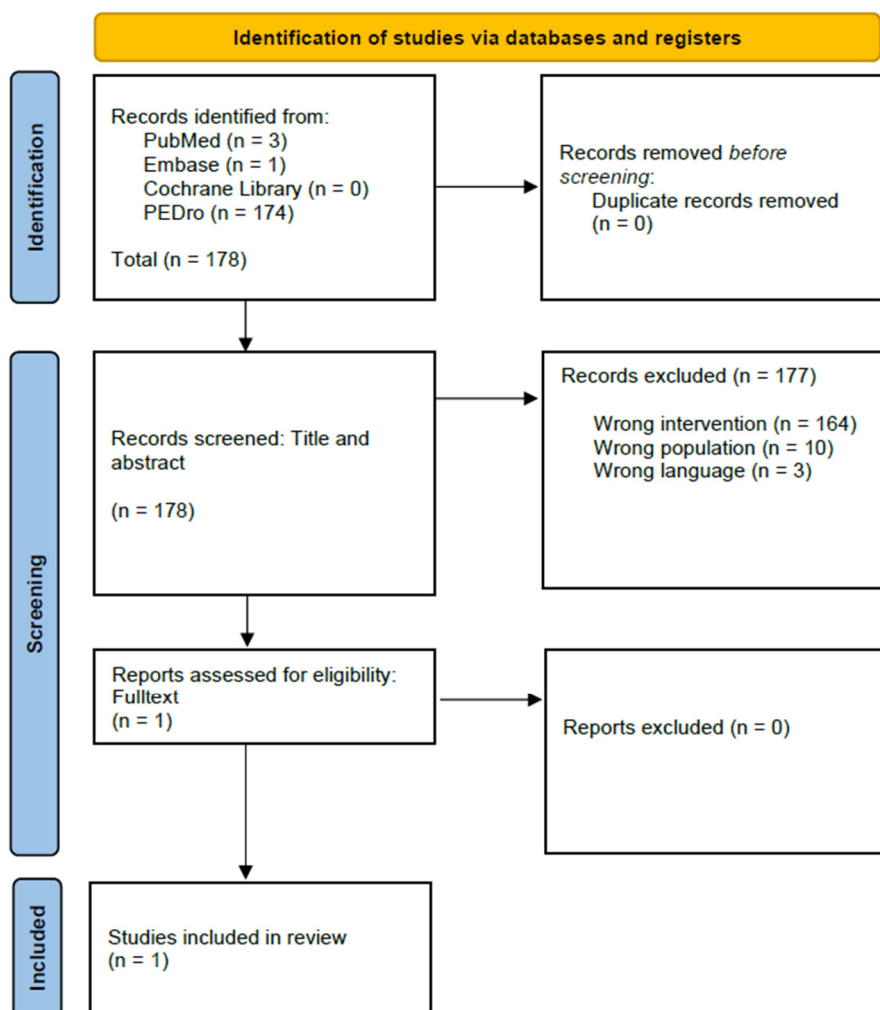 Identification of studies via databases and registers
Identification
Records identified from:
PubMed (n = 3)
Embase (n = 1)
Cochrane Library (n = 0)
PEDro (n = 174)
Total (n = 178)
Records removed before
screening:
Duplicate records removed
(n = 0)
Screening
Records screened: Title and
abstract
(n = 178)
Records excluded (n = 177)
Wrong intervention (n = 164)
Wrong population (n = 10)
Wrong language (n = 3)
Reports assessed for eligibility:
Fulltext
(n = 1)
Reports excluded (n = 0)
Included
Studies included in review
(n = 1)